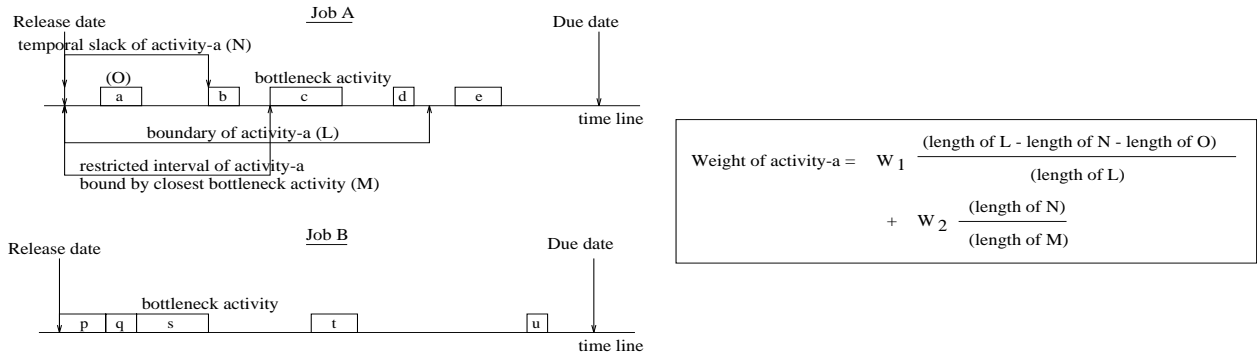 Job A
Release date
Due date
temporal slack of activity-a (N)
(O)
bottleneck activity
a
b
c
d
e
time line
boundary of activity-a (L)
restricted interval of activity-a
bound by closest bottleneck activity (M)
Job B
Release date
Due date
bottleneck activity
p
q
s
t
u
time line
Weight of activity-a = W1 (length of L - length of N - length of O)
(length of L)
+ W2 (length of N)
(length of M)